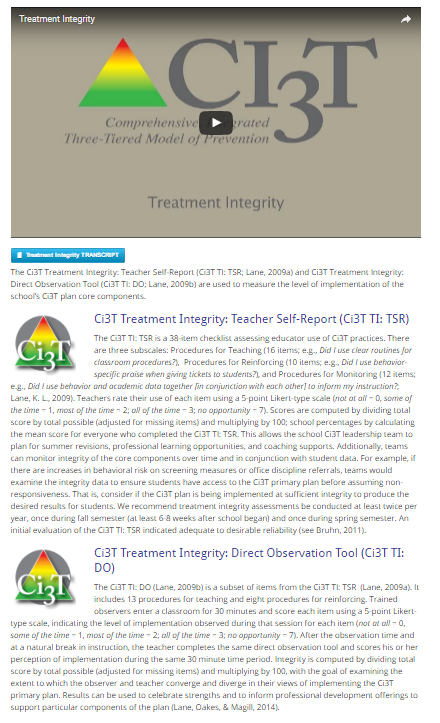 Treatment Integrity
CI3T
Comprehensive, Integrated
Three-Tiered Model of Prevention
Treatment Integrity
Treatment Integrity TRANSCRIPT
The Ci3T Treatment Integrity: Teacher Self-Report (Ci3T TI: TSR; Lane, 2009a) and Ci3T Treatment Integrity:
Direct Observation Tool (Ci3T TI: DO; Lane, 2009b) are used to measure the level of implementation of the
school's Ci3T plan core components.
Ci3T
Ci3T Treatment Integrity: Teacher Self-Report (Ci3T TI: TSR)
The Ci3T TI: TSR is a 38-item checklist assessing educator use of Ci3T practices. There
are three subscales: Procedures for Teaching (16 items; e.g., Did I use clear routines for
classroom procedures?), Procedures for Reinforcing (10 items; e.g., Did I use behavior-
specific praise when giving tickets to students?), and Procedures for Monitoring (12 items;
e.g., Did I use behavior and academic data together [in conjunction with each other] to inform my instruction?;
Lane, K. L., 2009). Teachers rate their use of each item using a 5-point Likert-type scale (not at all ~ 0, some of
the time ~ 1, most of the time ~ 2; all of the time ~ 3; no opportunity ~ 7). Scores are computed by dividing total
score by total possible (adjusted for missing items) and multiplying by 100; school percentages by calculating
the mean score for everyone who completed the Ci3T TI: TSR. This allows the school Ci3T leadership team to
plan for summer revisions, professional learning opportunities, and coaching supports. Additionally, teams
can monitor integrity of the core components over time and in conjunction with student data. For example, if
there are increases in behavioral risk on screening measures or office discipline referrals, teams would
examine the integrity data to ensure students have access to the Ci3T primary plan before assuming non-
responsiveness. That is, consider if the Ci3T plan is being implemented at sufficient integrity to produce the
desired results for students. We recommend treatment integrity assessments be conducted at least twice per
year, once during fall semester (at least 6-8 weeks after school began) and once during spring semester. An
initial evaluation of the Ci3T TI: TSR indicated adequate to desirable reliability (see Bruhn, 2011).
Ci3T
Ci3T Treatment Integrity: Direct Observation Tool (Ci3T TI:
DO)
The Ci3T TI: DO (Lane, 2009b) is a subset of items from the Ci3T TI: TSR (Lane, 2009a). It
includes 13 procedures for teaching and eight procedures for reinforcing. Trained
observers enter a classroom for 30 minutes and score each item using a 5-point Likert-
type scale, indicating the level of implementation observed during that session for each item (not at all ~ 0,
some of the time ~ 1, most of the time ~ 2; all of the time ~ 3; no opportunity ~ 7). After the observation time and
at a natural break in instruction, the teacher completes the same direct observation tool and scores his or her
perception of implementation during the same 30 minute time period. Integrity is computed by dividing total
score by total possible (adjusted for missing items) and multiplying by 100, with the goal of examining the
extent to which the observer and teacher converge and diverge in their views of implementing the Ci3T
primary plan. Results can be used to celebrate strengths and to inform professional development offerings to
support particular components of the plan (Lane, Oakes, & Magill, 2014).